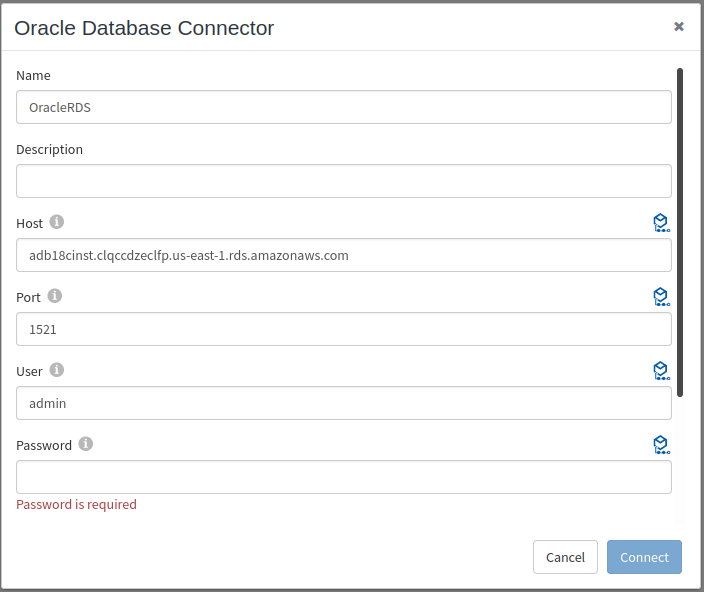 Oracle Database Connector
Name
OracleRDS
Description
Host
adb18cinst.clqccdzeclfp.us-east-1.rds.amazonaws.com
Port
1521
User
admin
Password
Password is required
Cancel
Connect